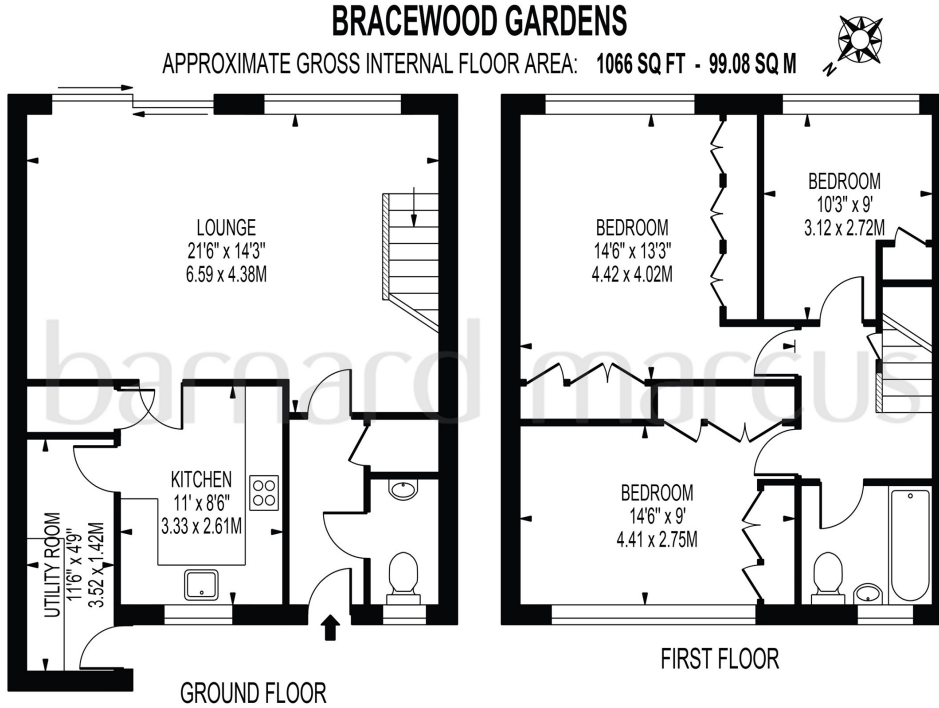 BRACEWOOD GARDENS
APPROXIMATE GROSS INTERNAL FLOOR AREA: 1066 SQ FT - 99.08 SQ M
N
LOUNGE
21'6" x 14'3"
6.59 x 4.38M
BEDROOM
14'6" x 13'3"
4.42 x 4.02M
BEDROOM
10'3" x 9'
3.12 x 2.72M
barnard marcus
KITCHEN
11' x 8'6"
3.33 x 2.61M
UTILITY ROOM
11'6" x 4'9"
3.52 x 1.42M
BEDROOM
14'6" x 9'
4.41 x 2.75M
GROUND FLOOR
FIRST FLOOR